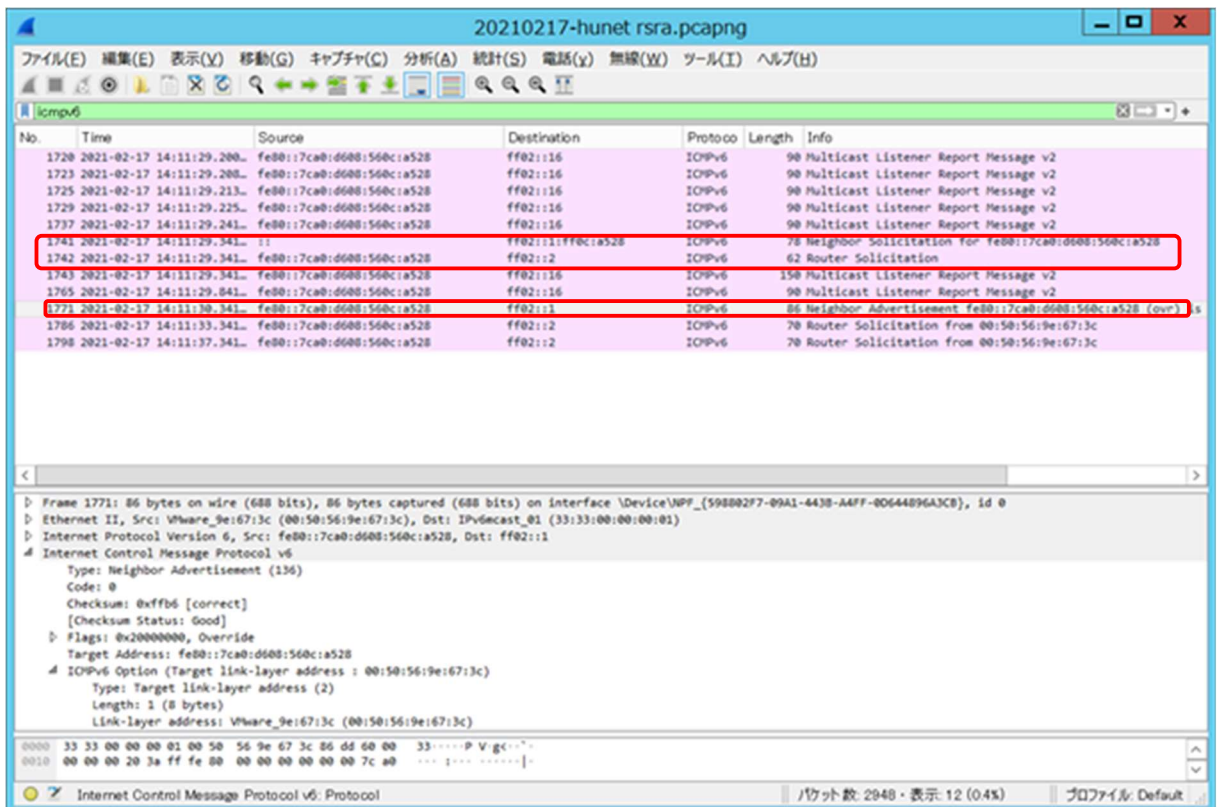 20210217-hunet rsra.pcapng
ファイル(F) 編集(E) 表示(V) 移動(G) キャプチャ(C) 分析(A) 統計(S) 電話(y) 無線(W) ツール(T) ヘルプ(H)
icmpv6
No. Time Source Destination Protoco Length Info
1720 2021-02-17 14:11:29.200… fe80::7ca0:d608:560c:a528 ff02::16 ICMPv6 90 Multicast Listener Report Message v2
1723 2021-02-17 14:11:29.208… fe80::7ca0:d608:560c:a528 ff02::16 ICMPv6 90 Multicast Listener Report Message v2
1725 2021-02-17 14:11:29.213… fe80::7ca0:d608:560c:a528 ff02::16 ICMPv6 90 Multicast Listener Report Message v2
1729 2021-02-17 14:11:29.225… fe80::7ca0:d608:560c:a528 ff02::16 ICMPv6 90 Multicast Listener Report Message v2
1737 2021-02-17 14:11:29.241… fe80::7ca0:d608:560c:a528 ff02::16 ICMPv6 90 Multicast Listener Report Message v2
1741 2021-02-17 14:11:29.341… :: ff02::1:ff0c:a528 ICMPv6 78 Neighbor Solicitation for fe80::7ca0:d608:560c:a528
1742 2021-02-17 14:11:29.341… fe80::7ca0:d608:560c:a528 ff02::2 ICMPv6 62 Router Solicitation
1743 2021-02-17 14:11:29.341… fe80::7ca0:d608:560c:a528 ff02::16 ICMPv6 150 Multicast Listener Report Message v2
1765 2021-02-17 14:11:29.841… fe80::7ca0:d608:560c:a528 ff02::16 ICMPv6 90 Multicast Listener Report Message v2
1771 2021-02-17 14:11:30.341… fe80::7ca0:d608:560c:a528 ff02::1 ICMPv6 86 Neighbor Advertisement fe80::7ca0:d608:560c:a528 (ovr) is
1786 2021-02-17 14:11:33.341… fe80::7ca0:d608:560c:a528 ff02::2 ICMPv6 70 Router Solicitation from 00:50:56:9e:67:3c
1798 2021-02-17 14:11:37.341… fe80::7ca0:d608:560c:a528 ff02::2 ICMPv6 70 Router Solicitation from 00:50:56:9e:67:3c
Frame 1771: 86 bytes on wire (688 bits), 86 bytes captured (688 bits) on interface \Device\NPF_{598802F7-09A1-443B-A4FF-0D644896A3CB}, id 0
Ethernet II, Src: VMware_9e:67:3c (00:50:56:9e:67:3c), Dst: IPv6mcast_01 (33:33:00:00:00:01)
Internet Protocol Version 6, Src: fe80::7ca0:d608:560c:a528, Dst: ff02::1
Internet Control Message Protocol v6
Type: Neighbor Advertisement (136)
Code: 0
Checksum: 0xffb6 [correct]
[Checksum Status: Good]
Flags: 0x20000000, Override
Target Address: fe80::7ca0:d608:560c:a528
ICMPv6 Option (Target link-layer address : 00:50:56:9e:67:3c)
Type: Target link-layer address (2)
Length: 1 (8 bytes)
Link-layer address: VMware_9e:67:3c (00:50:56:9e:67:3c)
0000 33 33 00 00 00 01 00 50 56 9e 67 3c 86 dd 60 00 33·····P V·g<··`·
0010 00 00 00 20 3a ff fe 80 00 00 00 00 00 00 7c a0 ··· :··· ······|·
Internet Control Message Protocol v6: Protocol パケット数: 2948 · 表示: 12 (0.4%) プロファイル: Default